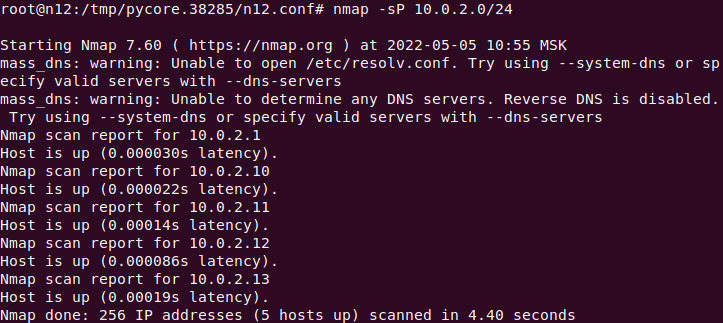 root@n12:/tmp/pycore.38285/n12.conf# nmap -sP 10.0.2.0/24
Starting Nmap 7.60 ( https://nmap.org ) at 2022-05-05 10:55 MSK
mass_dns: warning: Unable to open /etc/resolv.conf. Try using --system-dns or sp
ecify valid servers with --dns-servers
mass_dns: warning: Unable to determine any DNS servers. Reverse DNS is disabled.
 Try using --system-dns or specify valid servers with --dns-servers
Nmap scan report for 10.0.2.1
Host is up (0.000030s latency).
Nmap scan report for 10.0.2.10
Host is up (0.000022s latency).
Nmap scan report for 10.0.2.11
Host is up (0.00014s latency).
Nmap scan report for 10.0.2.12
Host is up (0.000086s latency).
Nmap scan report for 10.0.2.13
Host is up (0.00019s latency).
Nmap done: 256 IP addresses (5 hosts up) scanned in 4.40 seconds